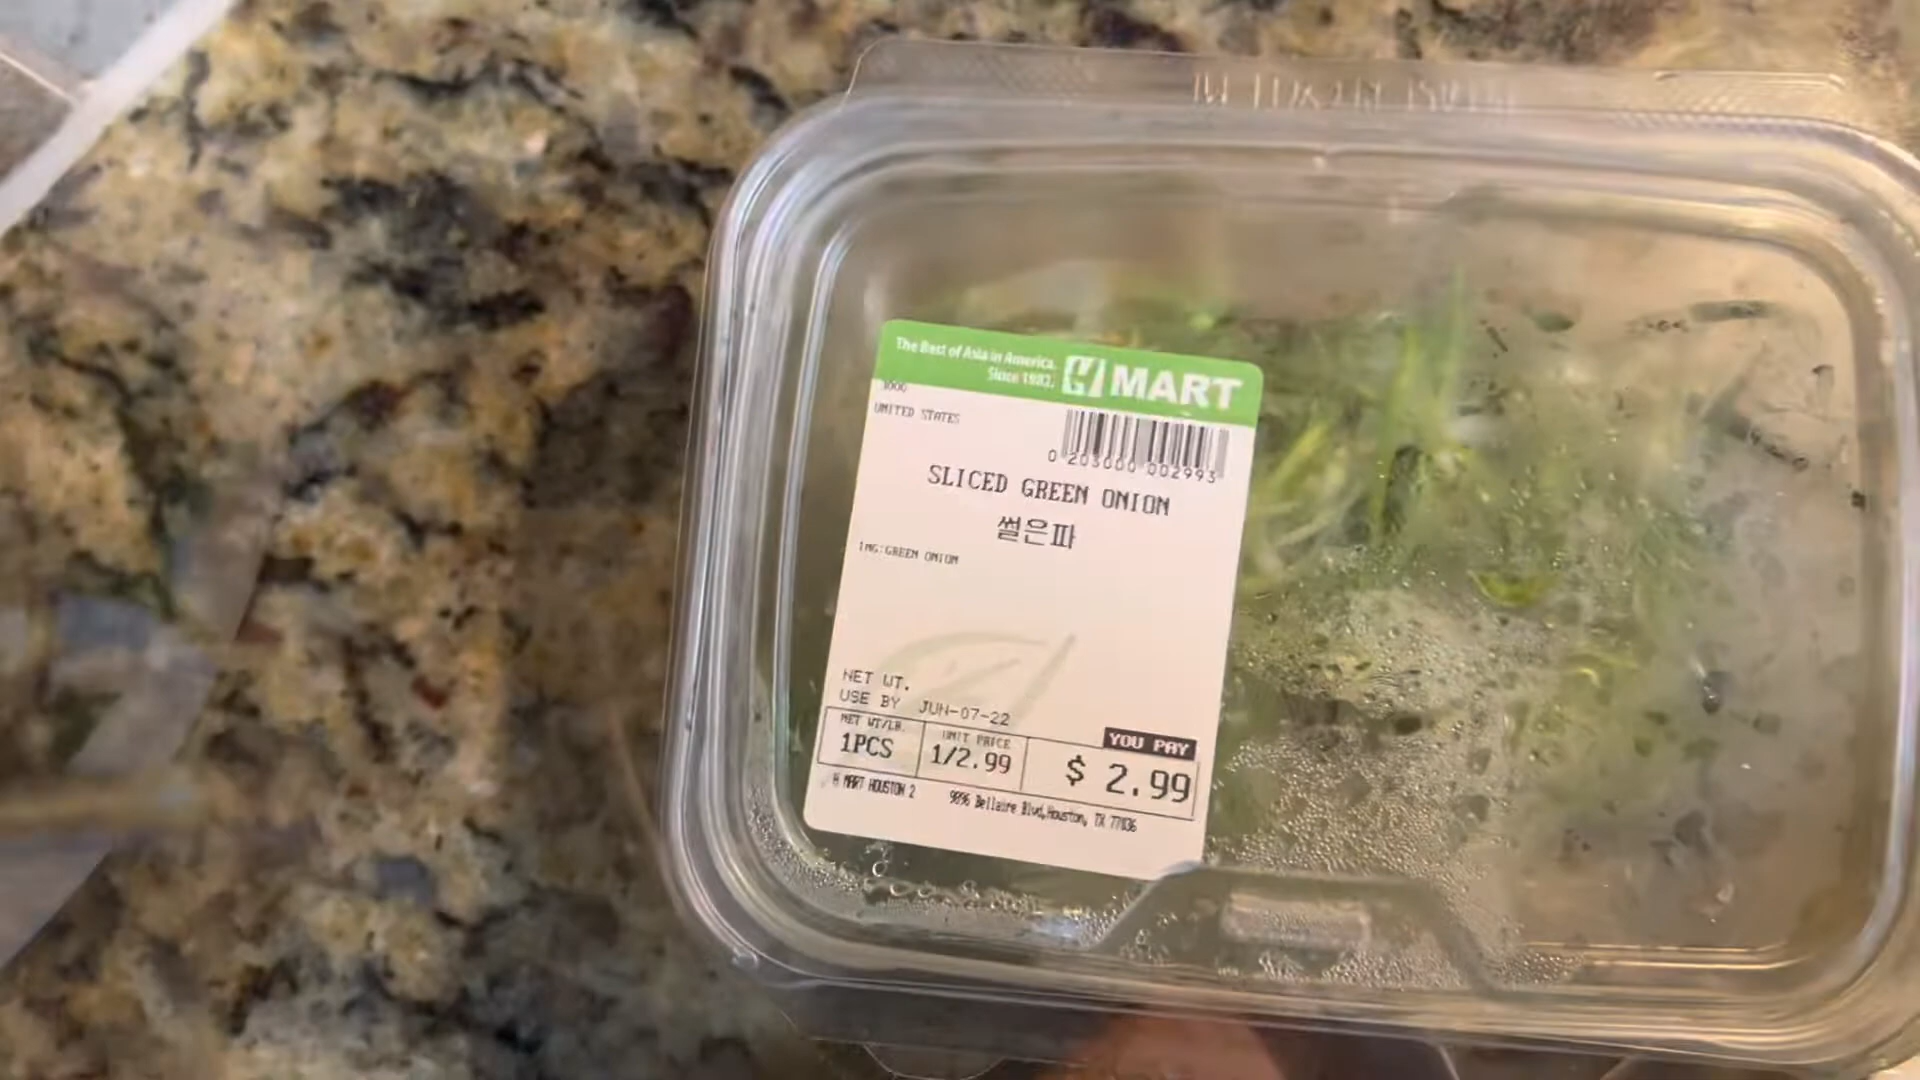 The Best of Asia in America.
Since 1982.
H MART
UNITED STATES
0 203000 002993
SLICED GREEN ONION
썰은파
ING:GREEN ONION
NET WT.
USE BY JUN-07-22
NET WT/LB.
1PCS
UNIT PRICE
1/2.99
YOU PAY
$ 2.99
H MART HOUSTON 2
9896 Bellaire Blvd,Houston, TX 77036